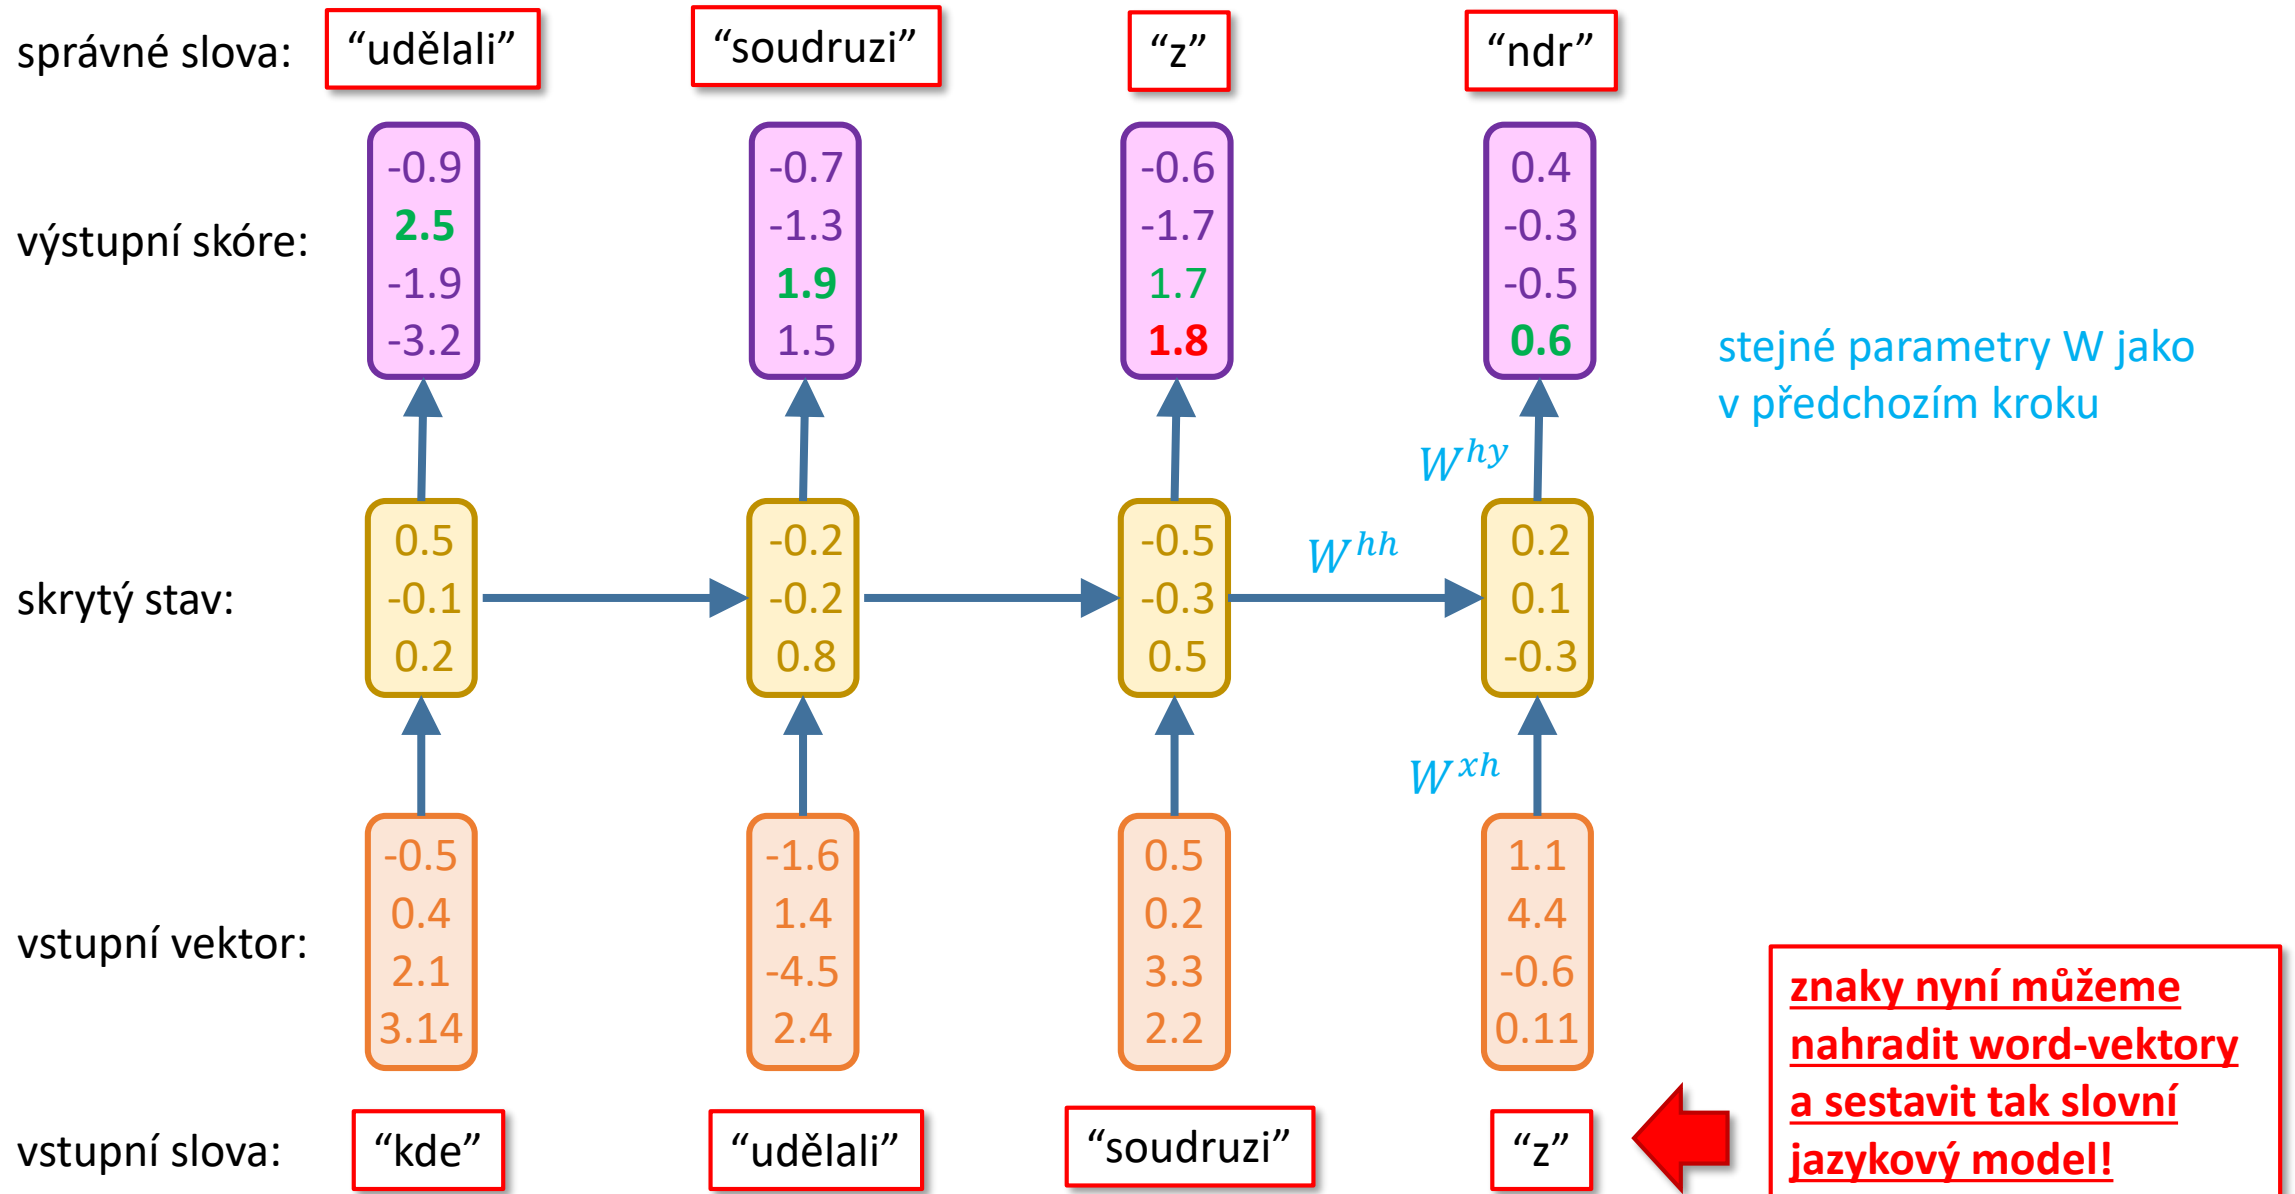 správné slova: “udělali” “soudruzi” “z” “ndr”
výstupní skóre:
-0.9 -0.7 -0.6 0.4
2.5 -1.3 -1.7 -0.3
-1.9 1.9 1.7 -0.5
-3.2 1.5 1.8 0.6
stejné parametry W jako
v předchozím kroku
W^{hy}
skrytý stav:
0.5 -0.2 -0.5 0.2
-0.1 -0.2 -0.3 0.1
0.2 0.8 0.5 -0.3
W^{hh}
W^{xh}
vstupní vektor:
-0.5 -1.6 0.5 1.1
0.4 1.4 0.2 4.4
2.1 -4.5 3.3 -0.6
3.14 2.4 2.2 0.11
znaky nyní můžeme
nahradit word-vektory
a sestavit tak slovní
jazykový model!
vstupní slova: “kde” “udělali” “soudruzi” “z”